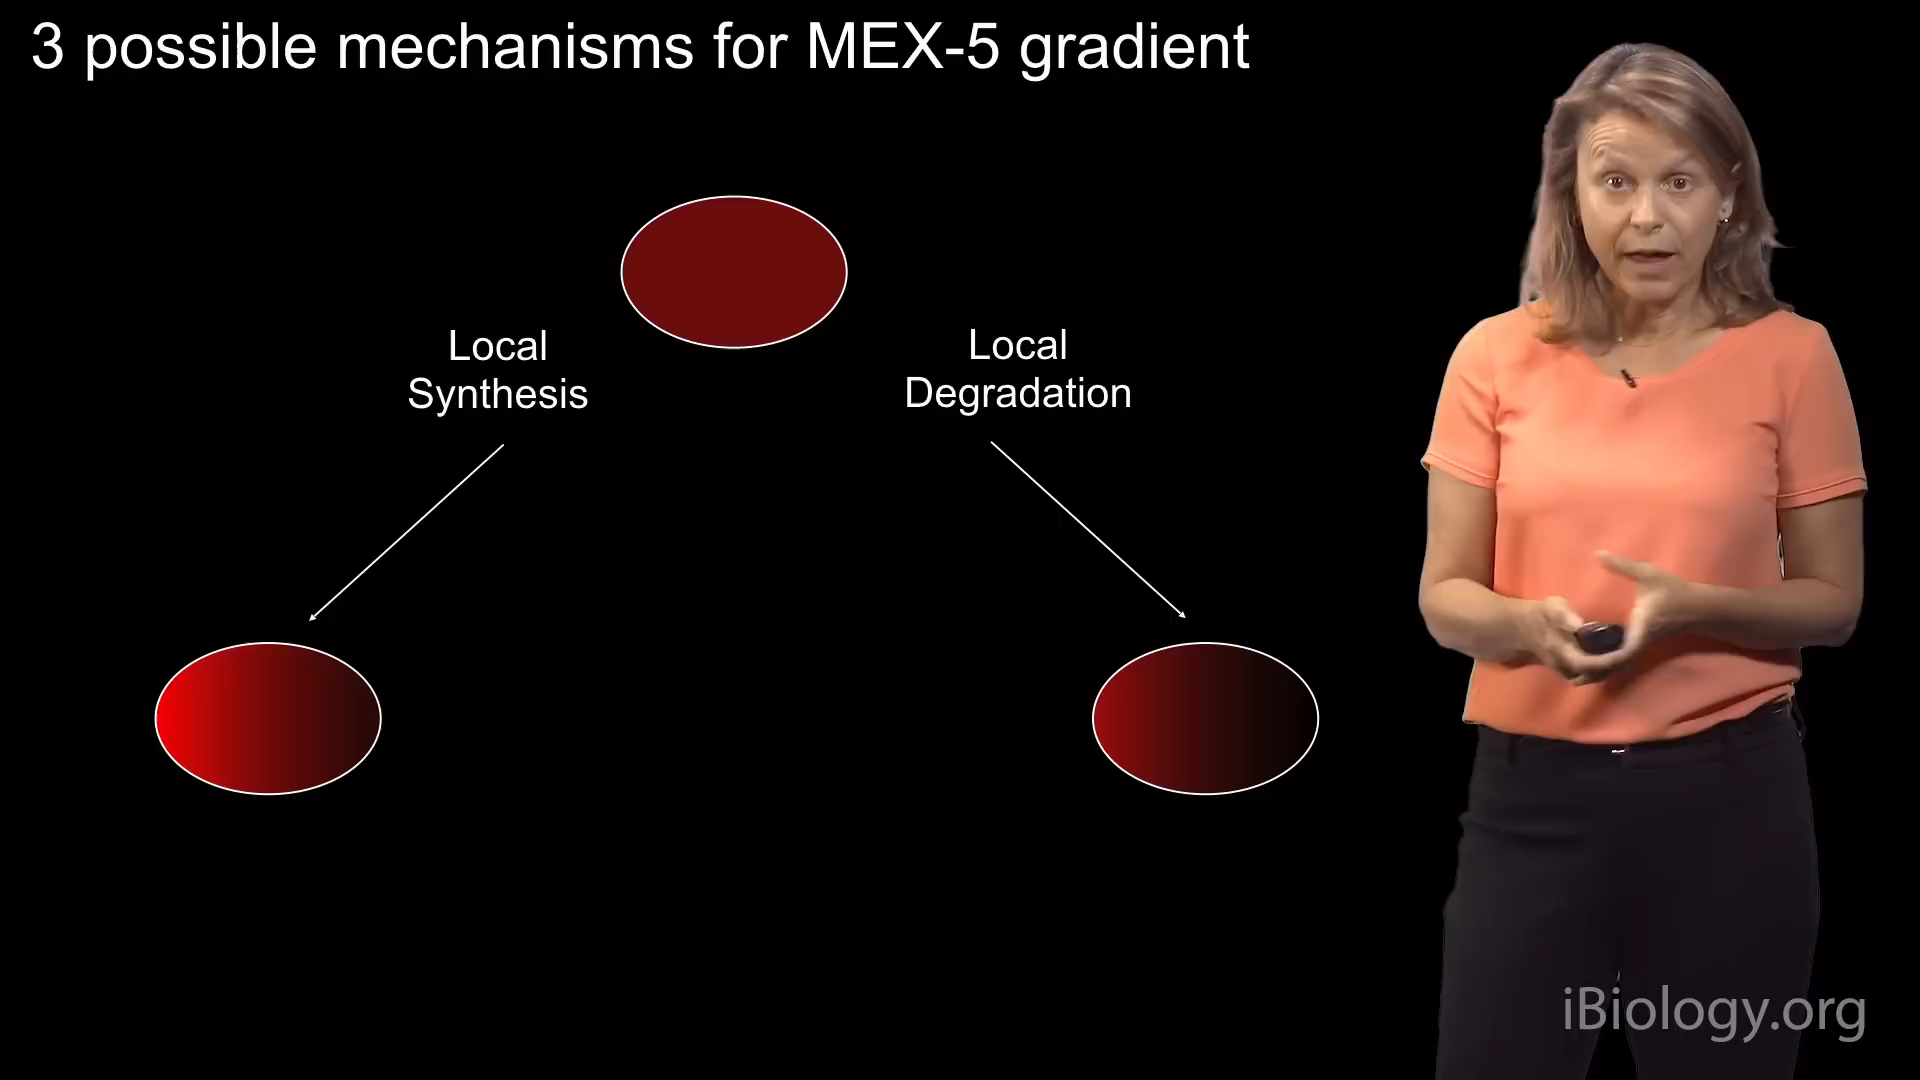 3 possible mechanisms for MEX-5 gradient
Local
Synthesis
Local
Degradation
iBiology.org